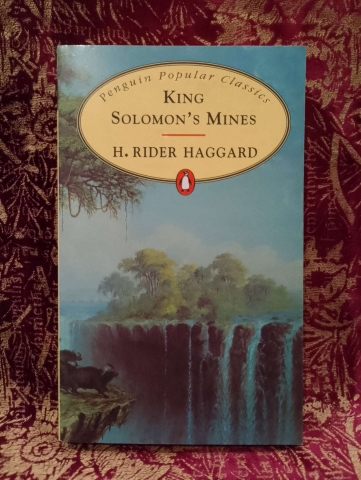 Penguin Popular Classics
KING
SOLOMON'S MINES
H. RIDER HAGGARD